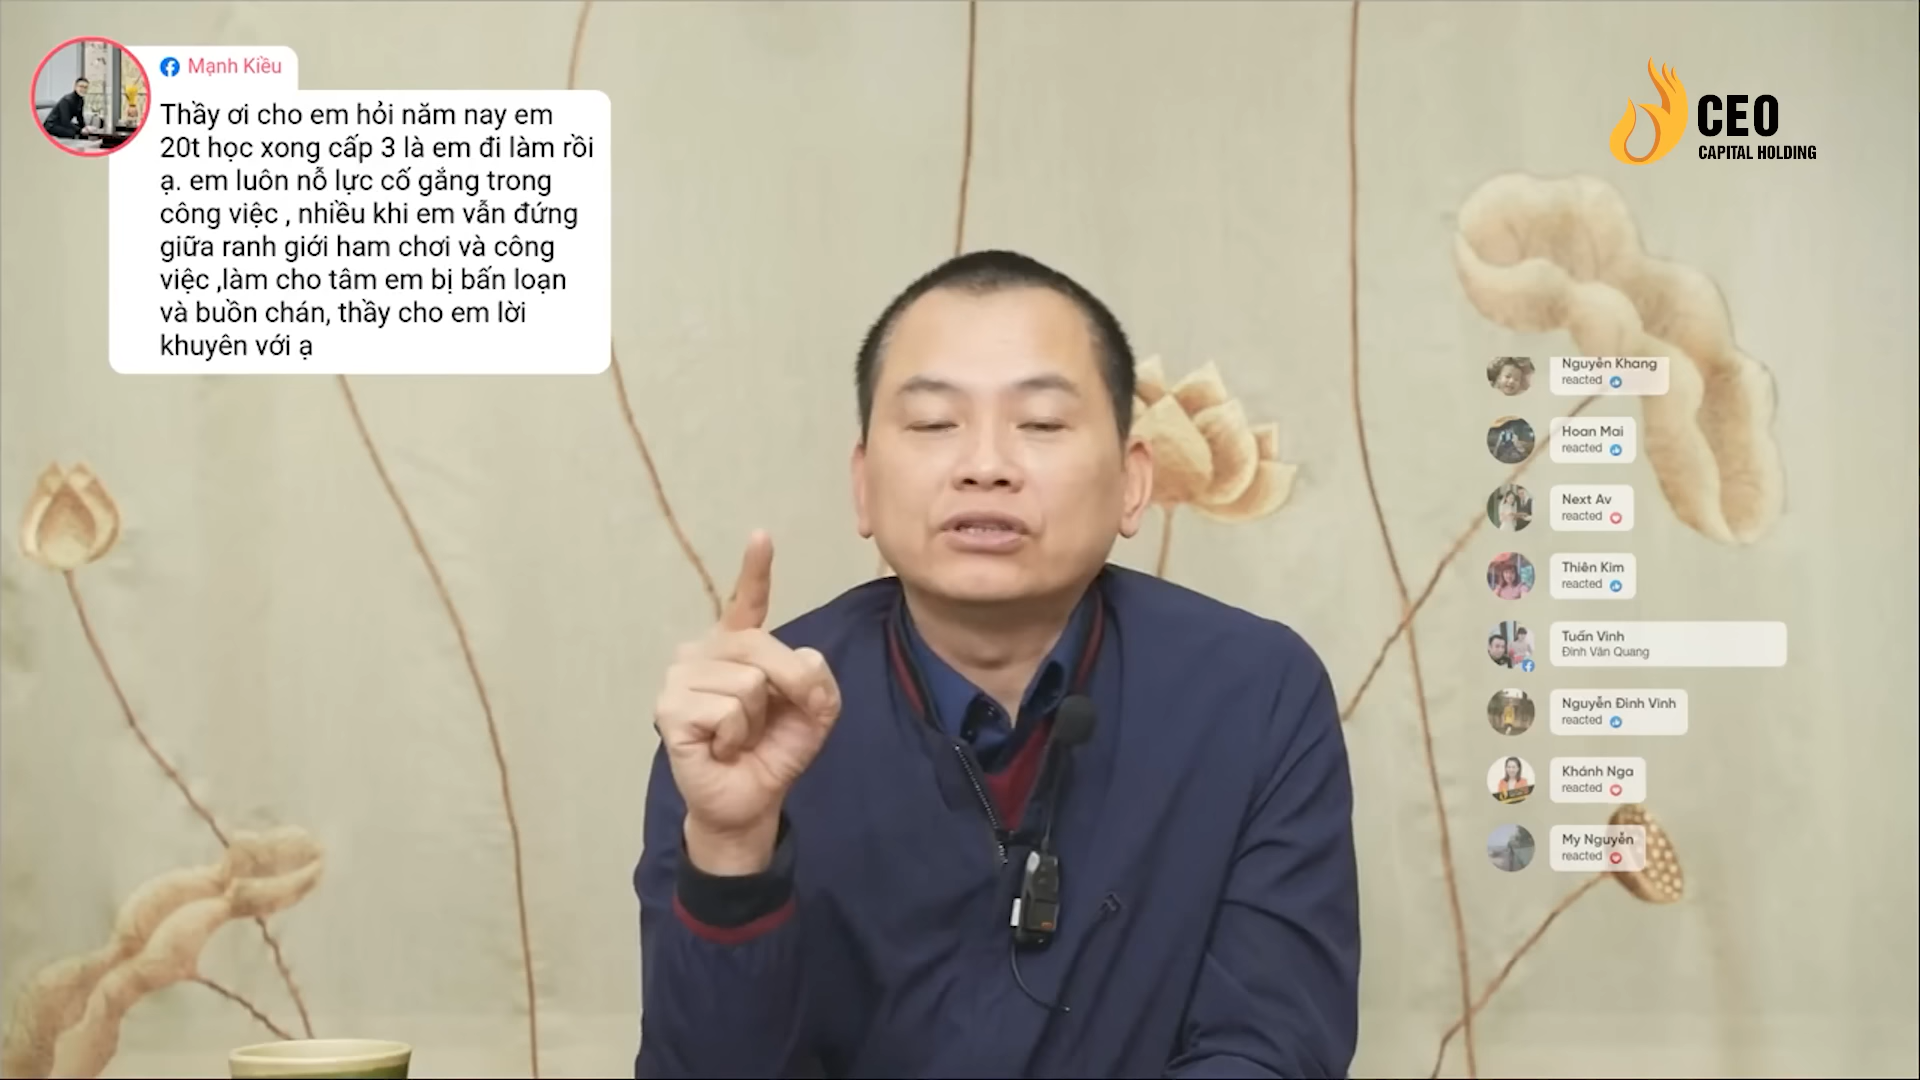 Mạnh Kiều
Thầy ơi cho em hỏi năm nay em
20t học xong cấp 3 là em đi làm rồi
ạ. em luôn nỗ lực cố gắng trong
công việc , nhiều khi em vẫn đứng
giữa ranh giới ham chơi và công
việc ,làm cho tâm em bị bấn loạn
và buồn chán, thầy cho em lời
khuyên với ạ
CEO
CAPITAL HOLDING
Nguyễn Khang
reacted
Hoan Mai
reacted
Next Av
reacted
Thiên Kim
reacted
Tuấn Vinh
Đinh Văn Quang
Nguyễn Đình Vinh
reacted
Khánh Nga
reacted
My Nguyễn
reacted